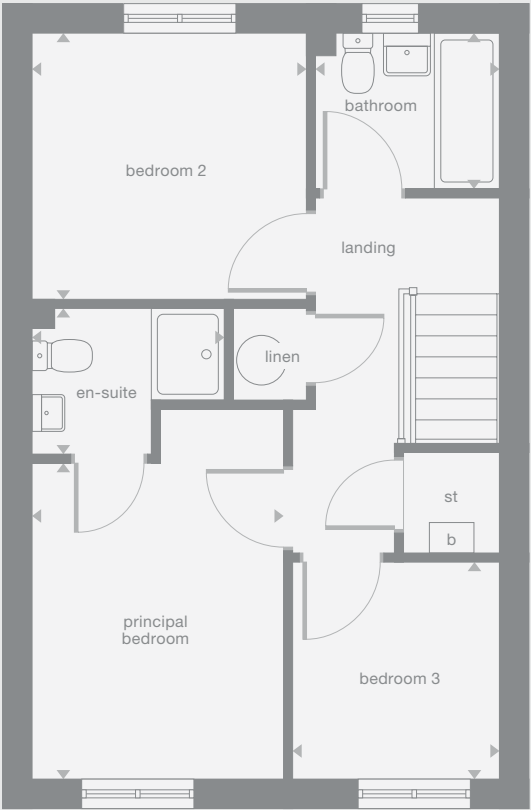 bathroom
bedroom 2
landing
linen
en-suite
st
b
principal
bedroom
bedroom 3